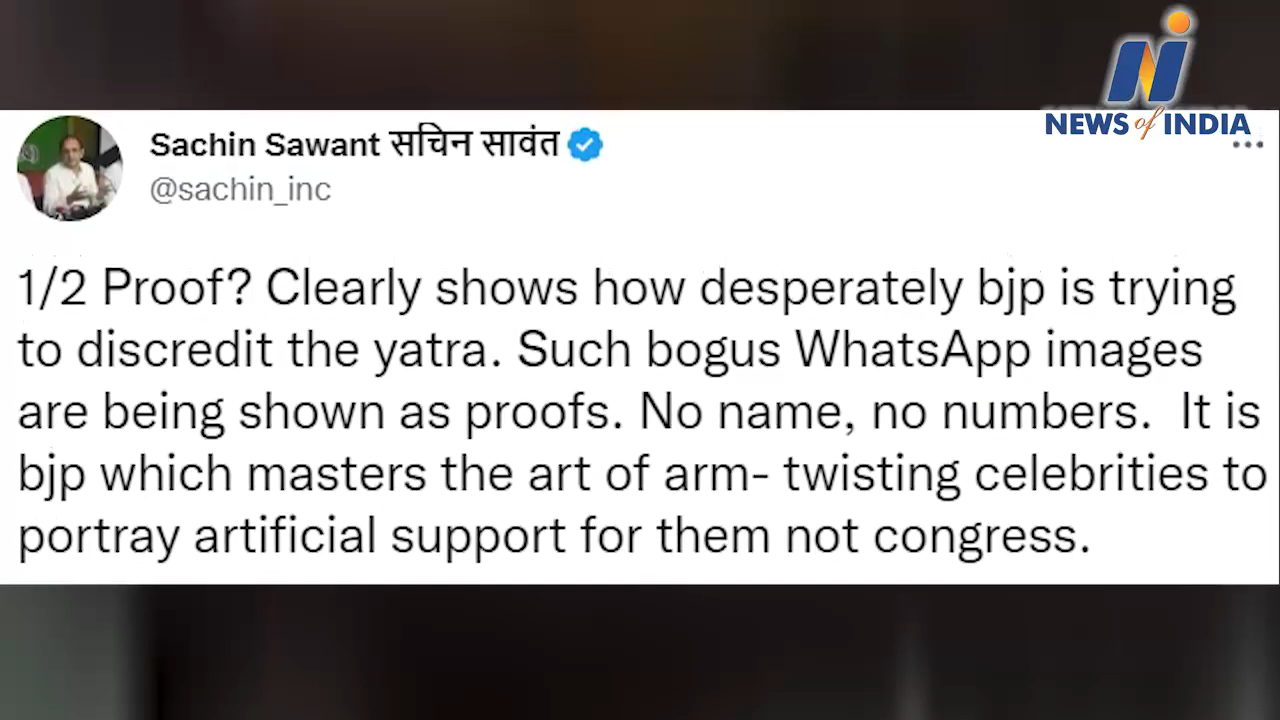 NEWS of INDIA
Sachin Sawant सचिन सावंत
@sachin_inc
1/2 Proof? Clearly shows how desperately bjp is trying
to discredit the yatra. Such bogus WhatsApp images
are being shown as proofs. No name, no numbers.  It is
bjp which masters the art of arm- twisting celebrities to
portray artificial support for them not congress.